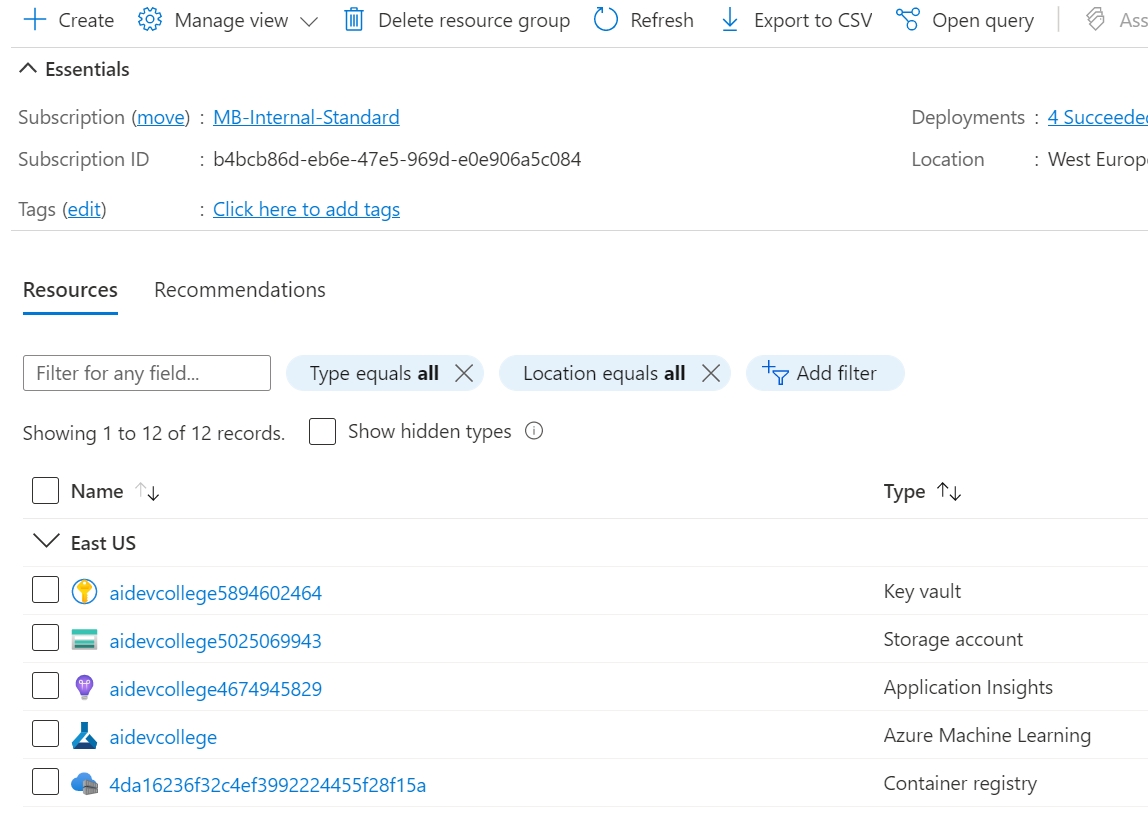 Create Manage view Delete resource group Refresh Export to CSV Open query Ass
Essentials
Subscription (move) : MB-Internal-Standard Deployments : 4 Succeeded
Subscription ID : b4bcb86d-eb6e-47e5-969d-e0e906a5c084 Location : West Europe
Tags (edit) : Click here to add tags
Resources Recommendations
Filter for any field... Type equals all Location equals all Add filter
Showing 1 to 12 of 12 records. Show hidden types
Name Type
East US
aidevcollege5894602464 Key vault
aidevcollege5025069943 Storage account
aidevcollege4674945829 Application Insights
aidevcollege Azure Machine Learning
4da16236f32c4ef3992224455f28f15a Container registry